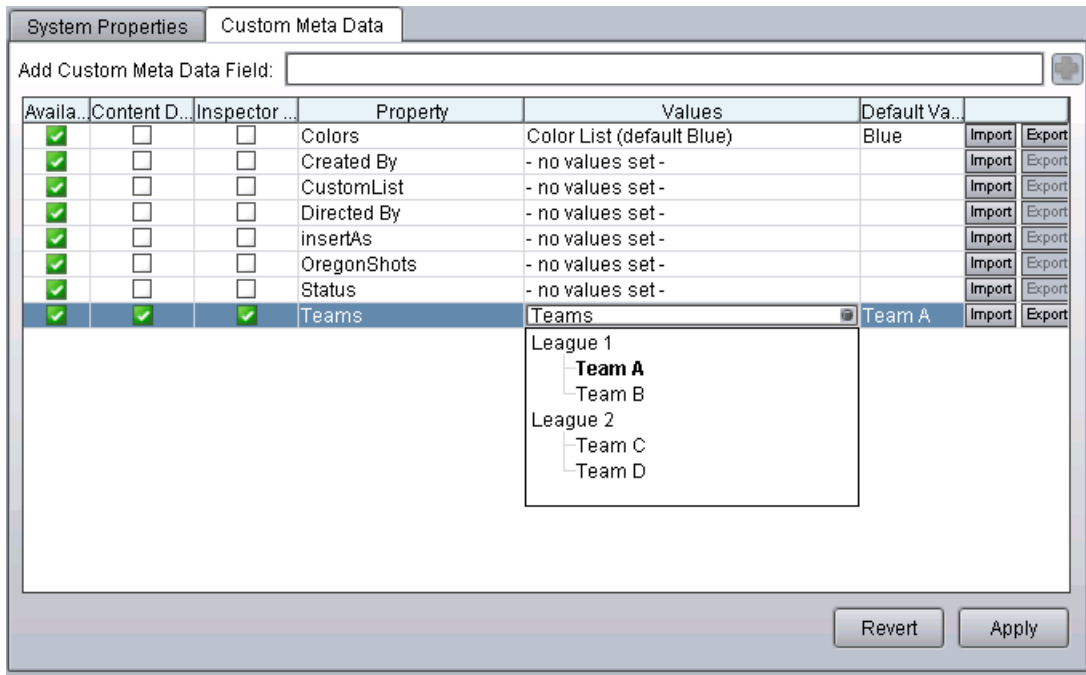 System Properties Custom Meta Data
Add Custom Meta Data Field:
Availa... Content D... Inspector ... Property Values Default Va...
Colors Color List (default Blue) Blue Import Export
Created By - no values set - Import Export
CustomList - no values set - Import Export
Directed By - no values set - Import Export
insertAs - no values set - Import Export
OregonShots - no values set - Import Export
Status - no values set - Import Export
Teams Teams Team A Import Export
League 1
Team A
Team B
League 2
Team C
Team D
Revert Apply